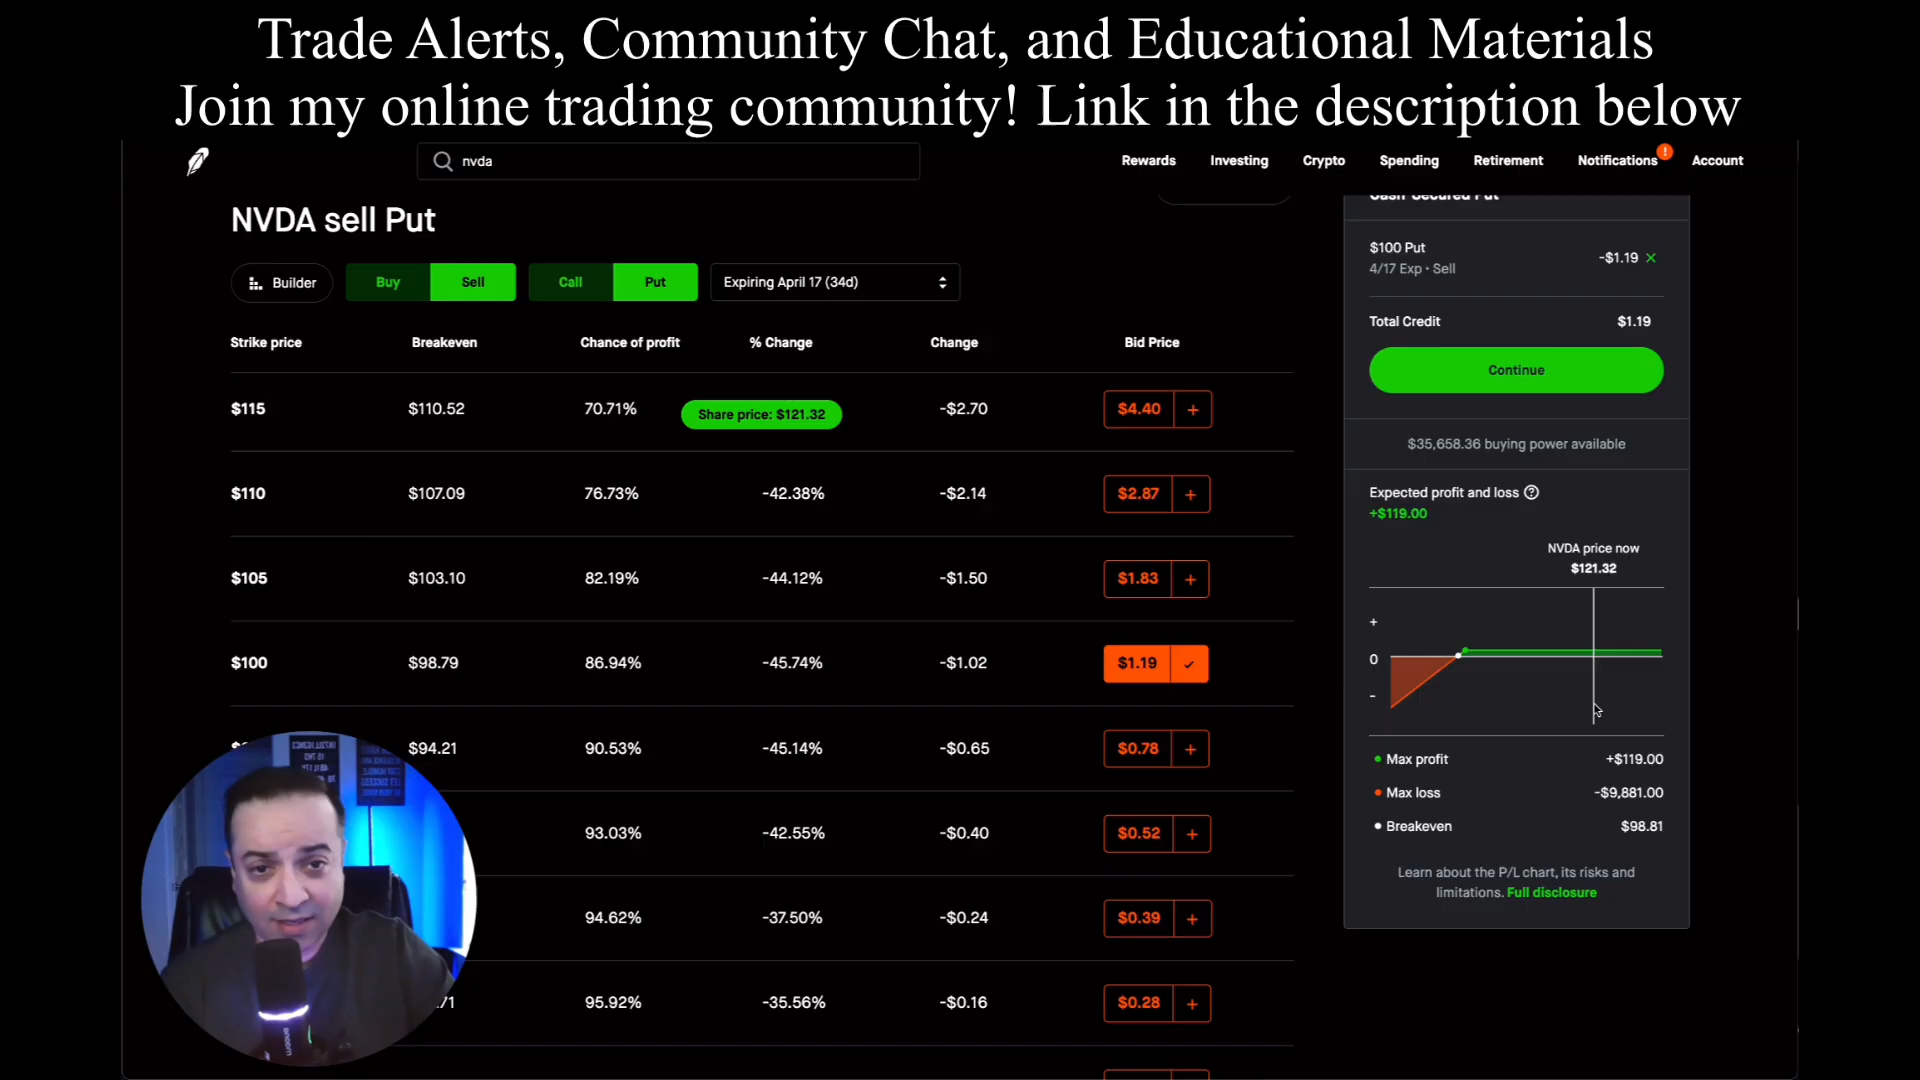 Trade Alerts, Community Chat, and Educational Materials
Join my online trading community! Link in the description below
nvda
Rewards
Investing
Crypto
Spending
Retirement
Notifications
!
Account
NVDA sell Put
Builder
Buy
Sell
Call
Put
Expiring April 17 (34d)
Strike price Breakeven Chance of profit % Change Change Bid Price
$115 $110.52 70.71% -$2.70 $4.40 +
Share price: $121.32
$110 $107.09 76.73% -42.38% -$2.14 $2.87 +
$105 $103.10 82.19% -44.12% -$1.50 $1.83 +
$100 $98.79 86.94% -45.74% -$1.02 $1.19
$94.21 90.53% -45.14% -$0.65 $0.78 +
93.03% -42.55% -$0.40 $0.52 +
94.62% -37.50% -$0.24 $0.39 +
95.92% -35.56% -$0.16 $0.28 +
Cash-Secured Put
$100 Put
4/17 Exp • Sell
-$1.19
Total Credit $1.19
Continue
$35,658.36 buying power available
Expected profit and loss
+$119.00
NVDA price now
$121.32
+
0
-
Max profit +$119.00
Max loss -$9,881.00
Breakeven $98.81
Learn about the P/L chart, its risks and
limitations. Full disclosure